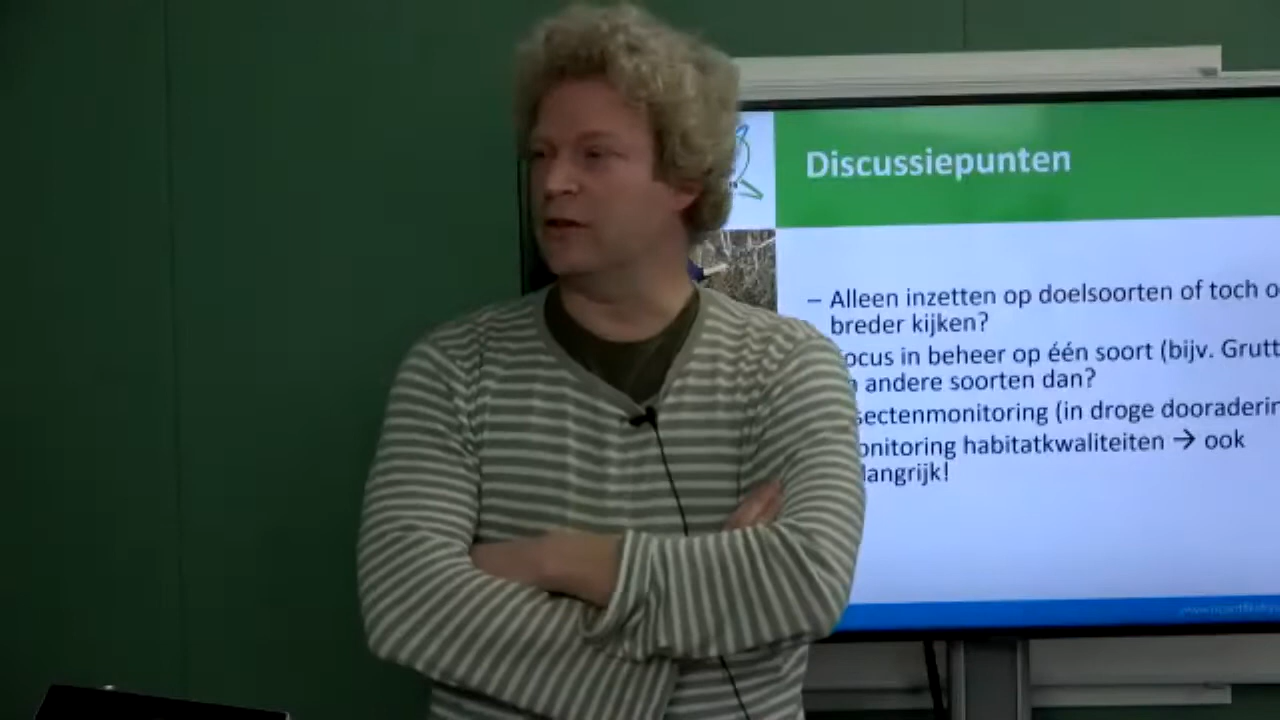 Discussiepunten
– Alleen inzetten op doelsoorten of toch o
breder kijken?
ocus in beheer op één soort (bijv. Grutt
andere soorten dan?
sectenmonitoring (in droge dooraderin
onitoring habitatkwaliteiten → ook
langrijk!